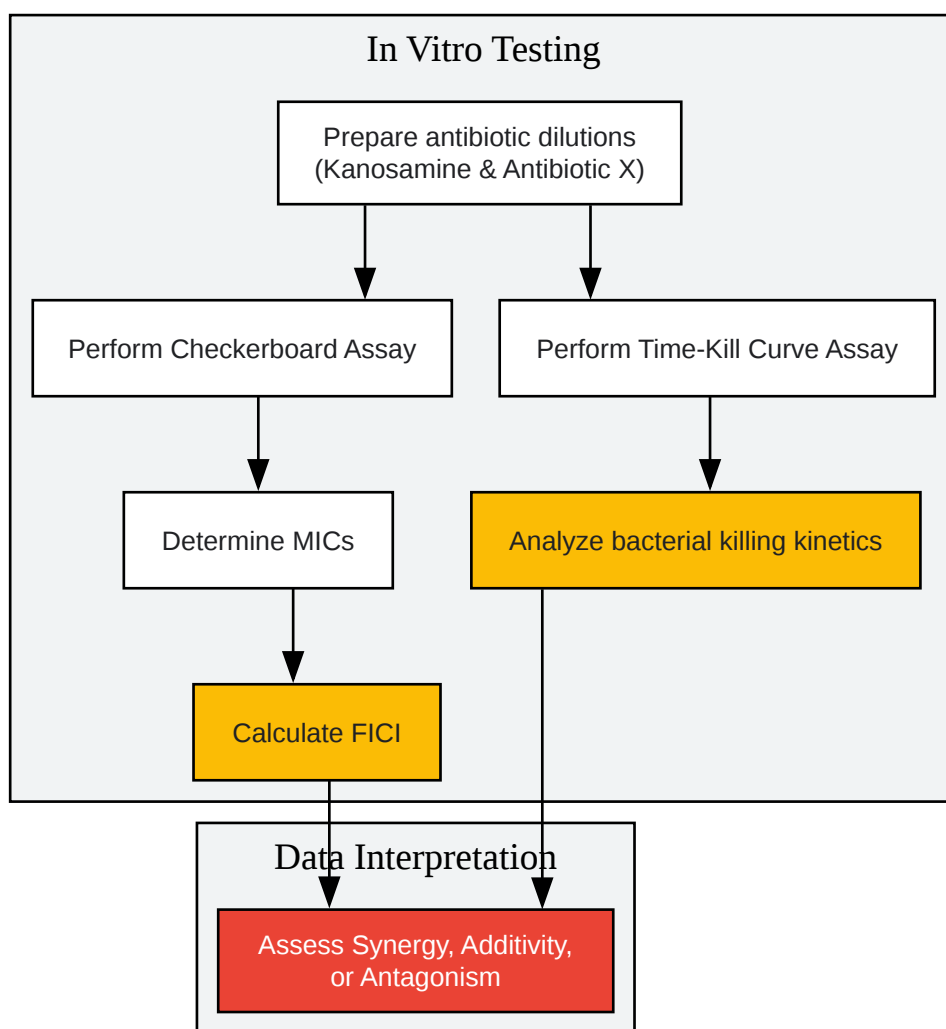 In Vitro Testing
Prepare antibiotic dilutions
(Kanosamine & Antibiotic X)
Perform Checkerboard Assay
Perform Time-Kill Curve Assay
Determine MICs
Analyze bacterial killing kinetics
Calculate FICI
Data Interpretation
Assess Synergy, Additivity,
or Antagonism